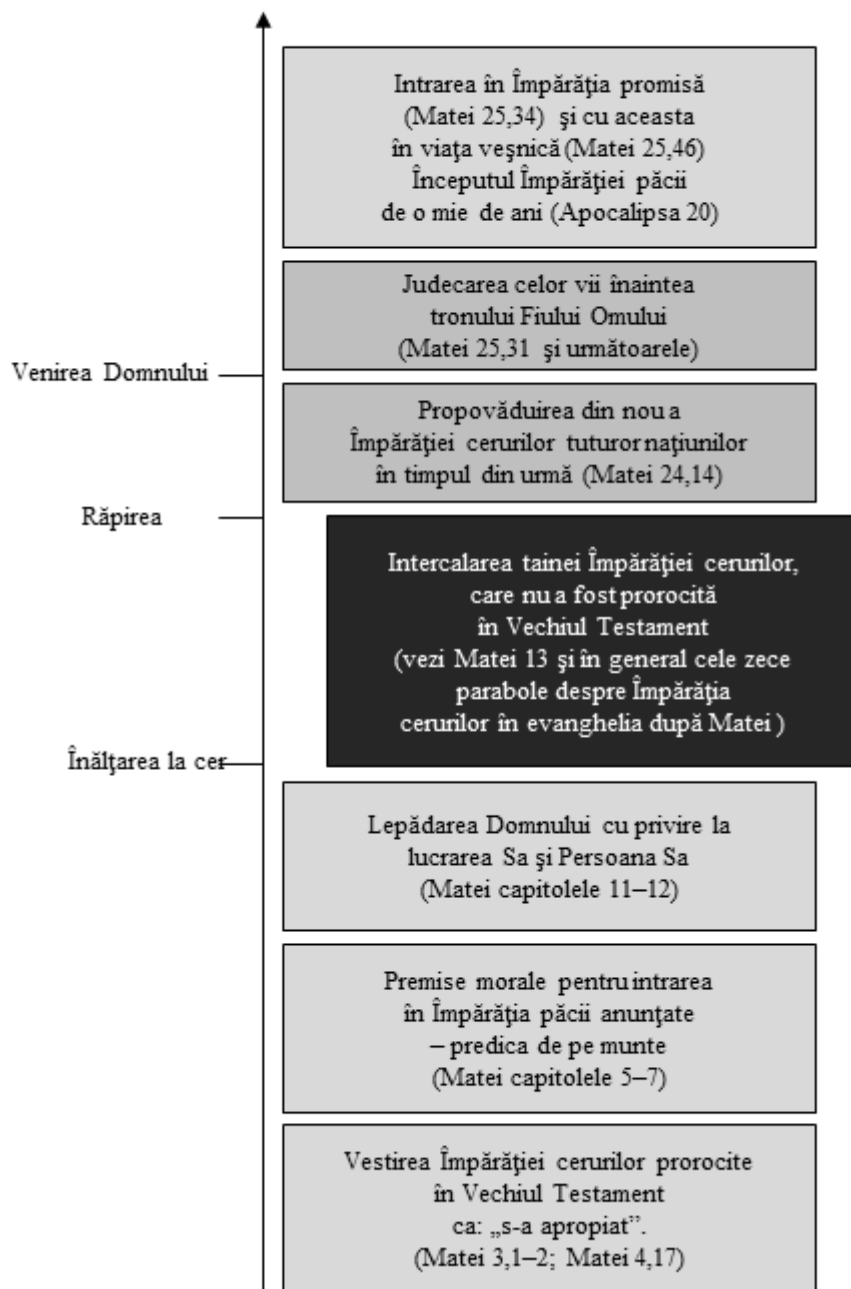 Intrarea în Împărăţia promisă
(Matei 25,34) şi cu aceasta
în viaţa veşnică (Matei 25,46)
Începutul Împărăţiei păcii
de o mie de ani (Apocalipsa 20)
Judecarea celor vii înaintea
tronului Fiului Omului
(Matei 25,31 şi următoarele)
Venirea Domnului
Propovăduirea din nou a
Împărăţiei cerurilor tuturor naţiunilor
în timpul din urmă (Matei 24,14)
Răpirea
Intercalarea tainei Împărăţiei cerurilor,
care nu a fost prorocită
în Vechiul Testament
(vezi Matei 13 şi în general cele zece
parabole despre Împărăţia
cerurilor în evanghelia după Matei )
Înălţarea la cer
Lepădarea Domnului cu privire la
lucrarea Sa şi Persoana Sa
(Matei capitolele 11–12)
Premise morale pentru intrarea
în Împărăţia păcii anunţate
– predica de pe munte
(Matei capitolele 5–7)
Vestirea Împărăţiei cerurilor prorocite
în Vechiul Testament
ca: „s-a apropiat”.
(Matei 3,1–2; Matei 4,17)